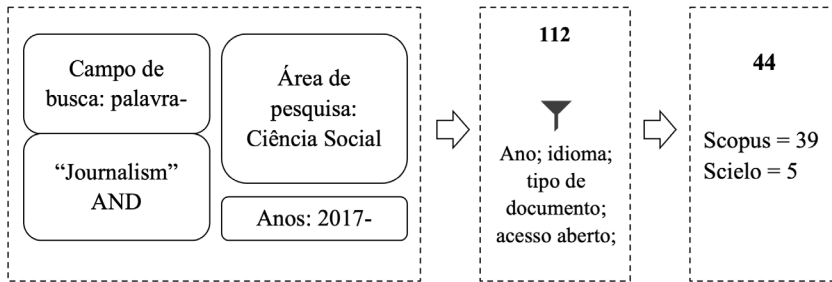 Campo de
busca: palavra-
“Journalism”
AND
Área de
pesquisa:
Ciência Social
Anos: 2017-
112
Ano; idioma;
tipo de
documento;
acesso aberto;
44
Scopus = 39
Scielo = 5